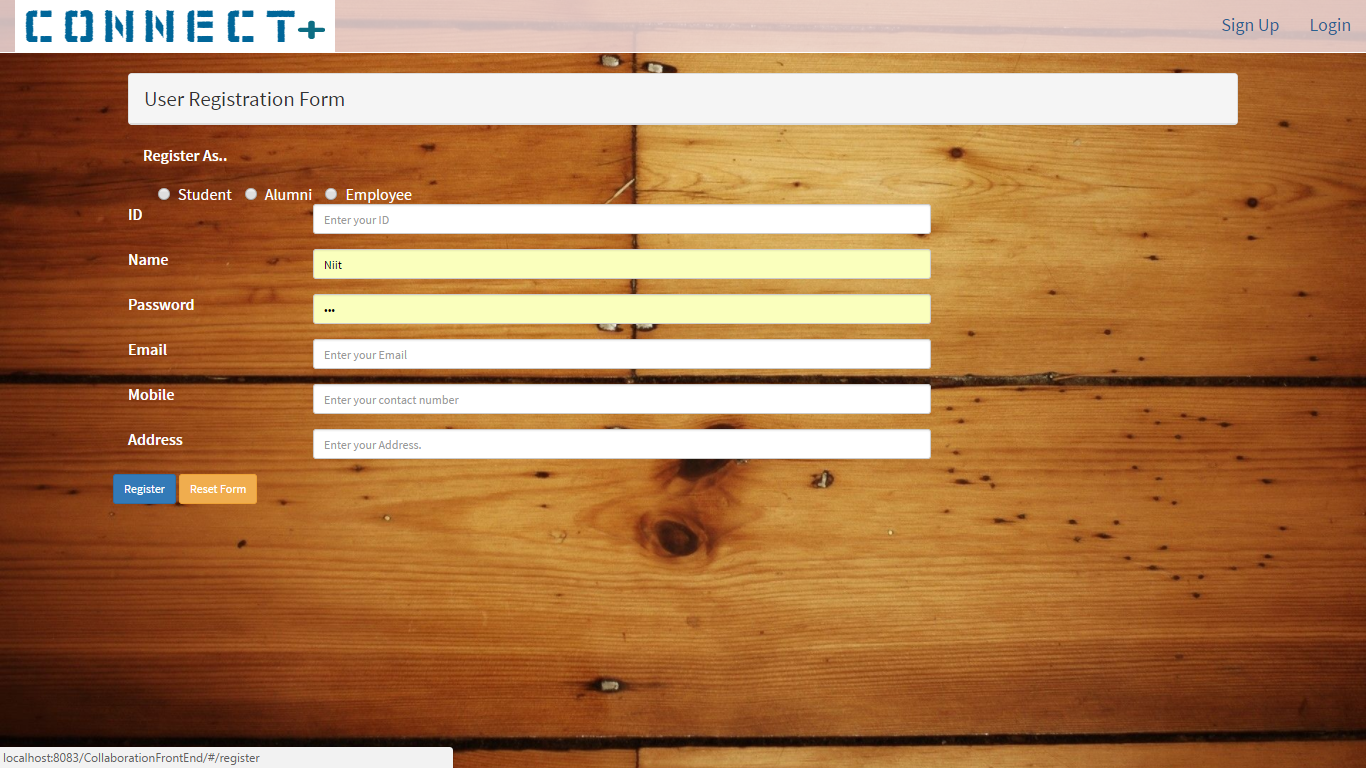 CONNECT+
Sign Up Login
User Registration Form
Register As..
Student Alumni Employee
ID Enter your ID
Name Niit
Password •••
Email Enter your Email
Mobile Enter your contact number
Address Enter your Address.
Register Reset Form
localhost:8083/CollaborationFrontEnd/#/register